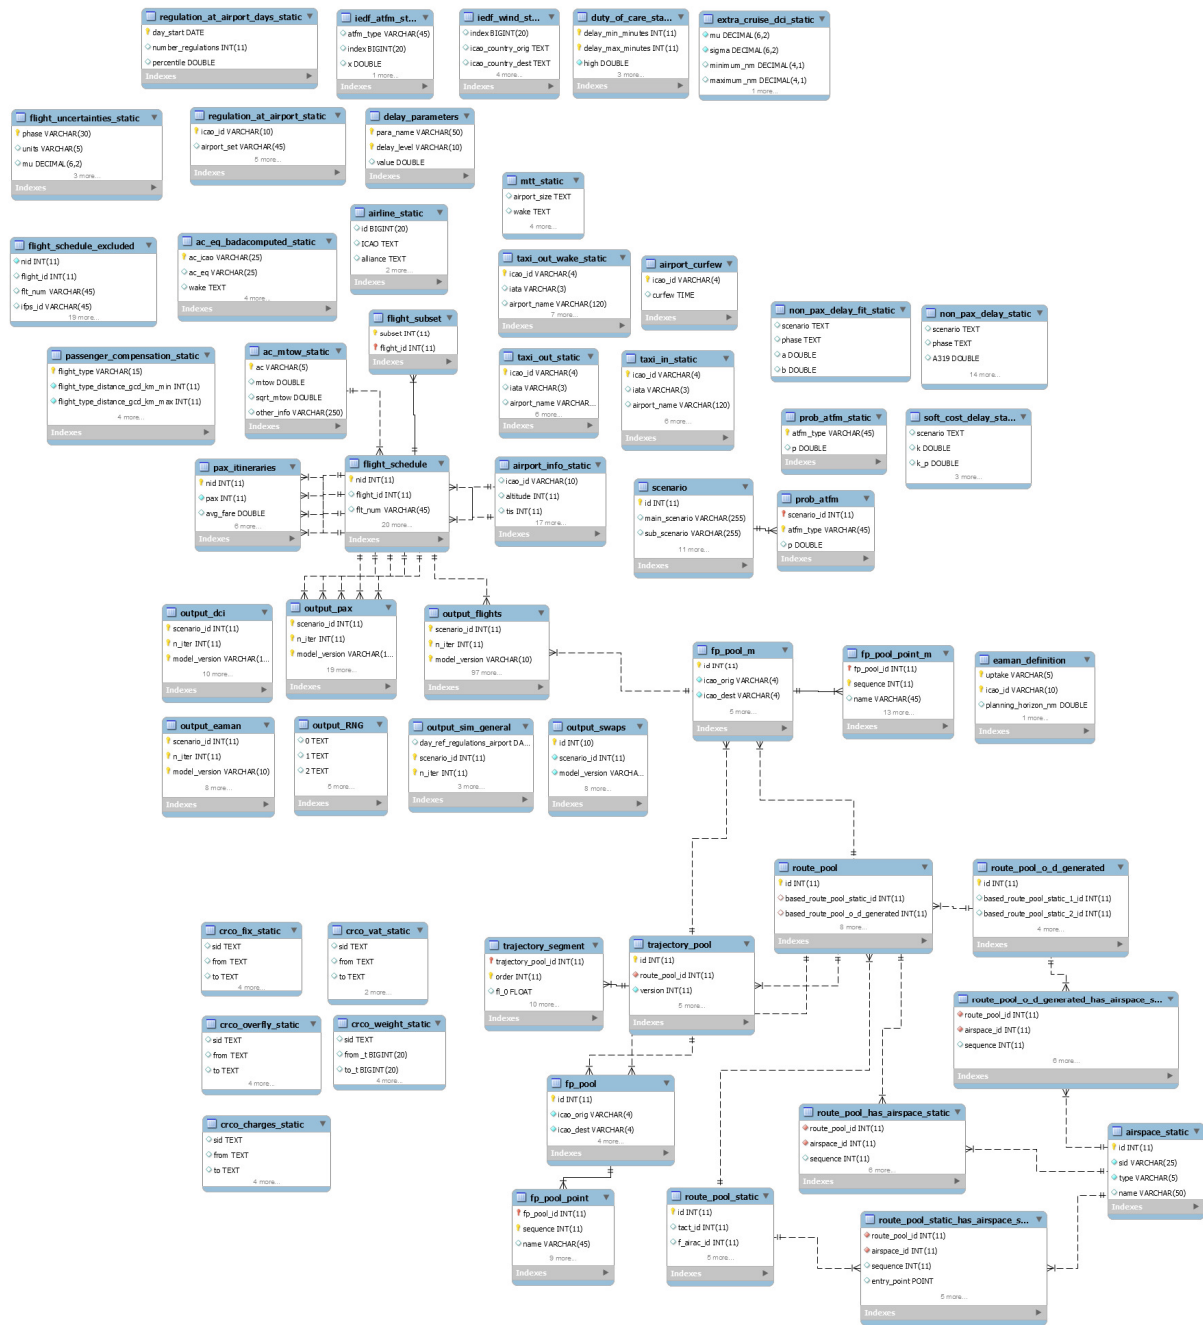 regulation_at_airport_days_static
day_start DATE
number_regulations INT(11)
percentile DOUBLE
Indexes
iedf_atfm_st...
atfm_type VARCHAR(45)
index BIGINT(20)
x DOUBLE
1 more...
Indexes
iedf_wind_st...
index BIGINT(20)
icao_country_orig TEXT
icao_country_dest TEXT
4 more...
Indexes
duty_of_care_sta...
delay_min_minutes INT(11)
delay_max_minutes INT(11)
high DOUBLE
3 more...
Indexes
extra_cruise_dci_static
mu DECIMAL(6,2)
sigma DECIMAL(6,2)
minimum_nm DECIMAL(4,1)
maximum_nm DECIMAL(4,1)
1 more...
Indexes
flight_uncertainties_static
phase VARCHAR(30)
units VARCHAR(5)
mu DECIMAL(6,2)
3 more...
Indexes
regulation_at_airport_static
icao_id VARCHAR(10)
airport_set VARCHAR(45)
5 more...
Indexes
delay_parameters
para_name VARCHAR(50)
delay_level VARCHAR(10)
value DOUBLE
Indexes
mtt_static
airport_size TEXT
wake TEXT
4 more...
flight_schedule_excluded
nid INT(11)
flight_id INT(11)
flt_num VARCHAR(45)
ifps_id VARCHAR(45)
19 more...
Indexes
ac_eq_badacomputed_static
ac_icao VARCHAR(25)
ac_eq VARCHAR(25)
wake TEXT
4 more...
Indexes
airline_static
id BIGINT(20)
ICAO TEXT
alliance TEXT
2 more...
Indexes
taxi_out_wake_static
icao_id VARCHAR(4)
iata VARCHAR(3)
airport_name VARCHAR(120)
7 more...
Indexes
airport_curfew
icao_id VARCHAR(4)
curfew TIME
Indexes
flight_subset
subset INT(11)
flight_id INT(11)
Indexes
non_pax_delay_fit_static
scenario TEXT
phase TEXT
a DOUBLE
b DOUBLE
Indexes
non_pax_delay_static
scenario TEXT
phase TEXT
A319 DOUBLE
14 more...
Indexes
passenger_compensation_static
flight_type VARCHAR(15)
flight_type_distance_gcd_km_min INT(11)
flight_type_distance_gcd_km_max INT(11)
4 more...
Indexes
ac_mtow_static
ac VARCHAR(5)
mtow DOUBLE
sqrt_mtow DOUBLE
other_info VARCHAR(250)
Indexes
taxi_out_static
icao_id VARCHAR(4)
iata VARCHAR(3)
airport_name VARCHAR...
6 more...
Indexes
taxi_in_static
icao_id VARCHAR(4)
iata VARCHAR(3)
airport_name VARCHAR(120)
6 more...
Indexes
prob_atfm_static
atfm_type VARCHAR(45)
p DOUBLE
Indexes
soft_cost_delay_sta...
scenario TEXT
k DOUBLE
k_p DOUBLE
3 more...
Indexes
pax_itineraries
nid INT(11)
pax INT(11)
avg_fare DOUBLE
6 more...
Indexes
flight_schedule
nid INT(11)
flight_id INT(11)
flt_num VARCHAR(45)
20 more...
Indexes
airport_info_static
icao_id VARCHAR(10)
altitude INT(11)
tis INT(11)
17 more...
Indexes
scenario
id INT(11)
main_scenario VARCHAR(255)
sub_scenario VARCHAR(255)
11 more...
Indexes
prob_atfm
scenario_id INT(11)
atfm_type VARCHAR(45)
p DOUBLE
Indexes
output_dci
scenario_id INT(11)
n_iter INT(11)
model_version VARCHAR(1...
10 more...
Indexes
output_pax
scenario_id INT(11)
n_iter INT(11)
model_version VARCHAR(1...
19 more...
Indexes
output_flights
scenario_id INT(11)
n_iter INT(11)
model_version VARCHAR(10)
97 more...
Indexes
fp_pool_m
id INT(11)
icao_orig VARCHAR(4)
icao_dest VARCHAR(4)
5 more...
Indexes
fp_pool_point_m
fp_pool_id INT(11)
sequence INT(11)
name VARCHAR(45)
13 more...
Indexes
eaman_definition
uptake VARCHAR(5)
icao_id VARCHAR(10)
planning_horizon_nm DOUBLE
1 more...
Indexes
output_eaman
scenario_id INT(11)
n_iter INT(11)
model_version VARCHAR(10)
8 more...
Indexes
output_RNG
0 TEXT
1 TEXT
2 TEXT
5 more...
Indexes
output_sim_general
day_ref_regulations_airport DA...
scenario_id INT(11)
n_iter INT(11)
3 more...
Indexes
output_swaps
id INT(10)
scenario_id INT(11)
model_version VARCHA...
8 more...
Indexes
route_pool
id INT(11)
based_route_pool_static_id INT(11)
based_route_pool_o_d_generated INT(11)
8 more...
Indexes
route_pool_o_d_generated
id INT(11)
based_route_pool_static_1_id INT(11)
based_route_pool_static_2_id INT(11)
4 more...
Indexes
crco_fix_static
sid TEXT
from TEXT
to TEXT
4 more...
Indexes
crco_vat_static
sid TEXT
from TEXT
to TEXT
2 more...
Indexes
trajectory_segment
trajectory_pool_id INT(11)
order INT(11)
fl_0 FLOAT
10 more...
Indexes
trajectory_pool
id INT(11)
route_pool_id INT(11)
version INT(11)
5 more...
Indexes
route_pool_o_d_generated_has_airspace_s...
route_pool_id INT(11)
airspace_id INT(11)
sequence INT(11)
6 more...
Indexes
crco_overfly_static
sid TEXT
from TEXT
to TEXT
4 more...
Indexes
crco_weight_static
sid TEXT
from_t BIGINT(20)
to_t BIGINT(20)
4 more...
Indexes
fp_pool
id INT(11)
icao_orig VARCHAR(4)
icao_dest VARCHAR(4)
4 more...
Indexes
route_pool_has_airspace_static
route_pool_id INT(11)
airspace_id INT(11)
sequence INT(11)
6 more...
Indexes
airspace_static
id INT(11)
sid VARCHAR(25)
type VARCHAR(5)
name VARCHAR(50)
Indexes
crco_charges_static
sid TEXT
from TEXT
to TEXT
4 more...
Indexes
fp_pool_point
fp_pool_id INT(11)
sequence INT(11)
name VARCHAR(45)
9 more...
Indexes
route_pool_static
id INT(11)
tact_id INT(11)
f_airac_id INT(11)
5 more...
Indexes
route_pool_static_has_airspace_s...
route_pool_id INT(11)
airspace_id INT(11)
sequence INT(11)
entry_point POINT
5 more...
Indexes